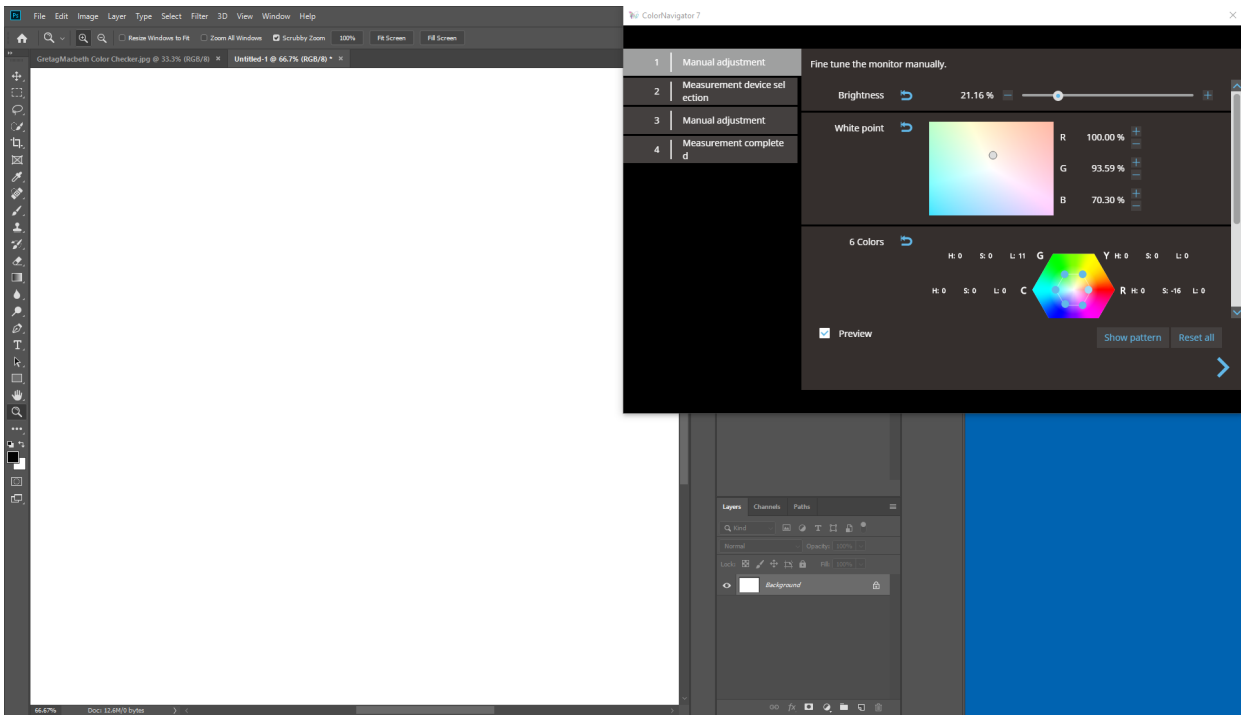 Ps File Edit Image Layer Type Select Filter 3D View Window Help
Resize Windows to Fit Zoom All Windows Scrubby Zoom 100% Fit Screen Fill Screen
GretagMacbeth Color Checker.jpg @ 33.3% (RGB/8) × Untitled-1 @ 66.7% (RGB/8) * ×
ColorNavigator 7
1 Manual adjustment
2 Measurement device sel
ection
3 Manual adjustment
4 Measurement complete
d
Fine tune the monitor manually.
Brightness 21.16 %
White point
R 100.00 %
G 93.59 %
B 70.30 %
6 Colors
H: 0 S: 0 L: 11 G Y H: 0 S: 0 L: 0
H: 0 S: 0 L: 0 C R H: 0 S: -16 L: 0
Preview
Show pattern Reset all
Layers Channels Paths
Kind
Normal Opacity: 100%
Lock: Fill: 100%
Background
fx
66.67% Doc: 12.6M/0 bytes